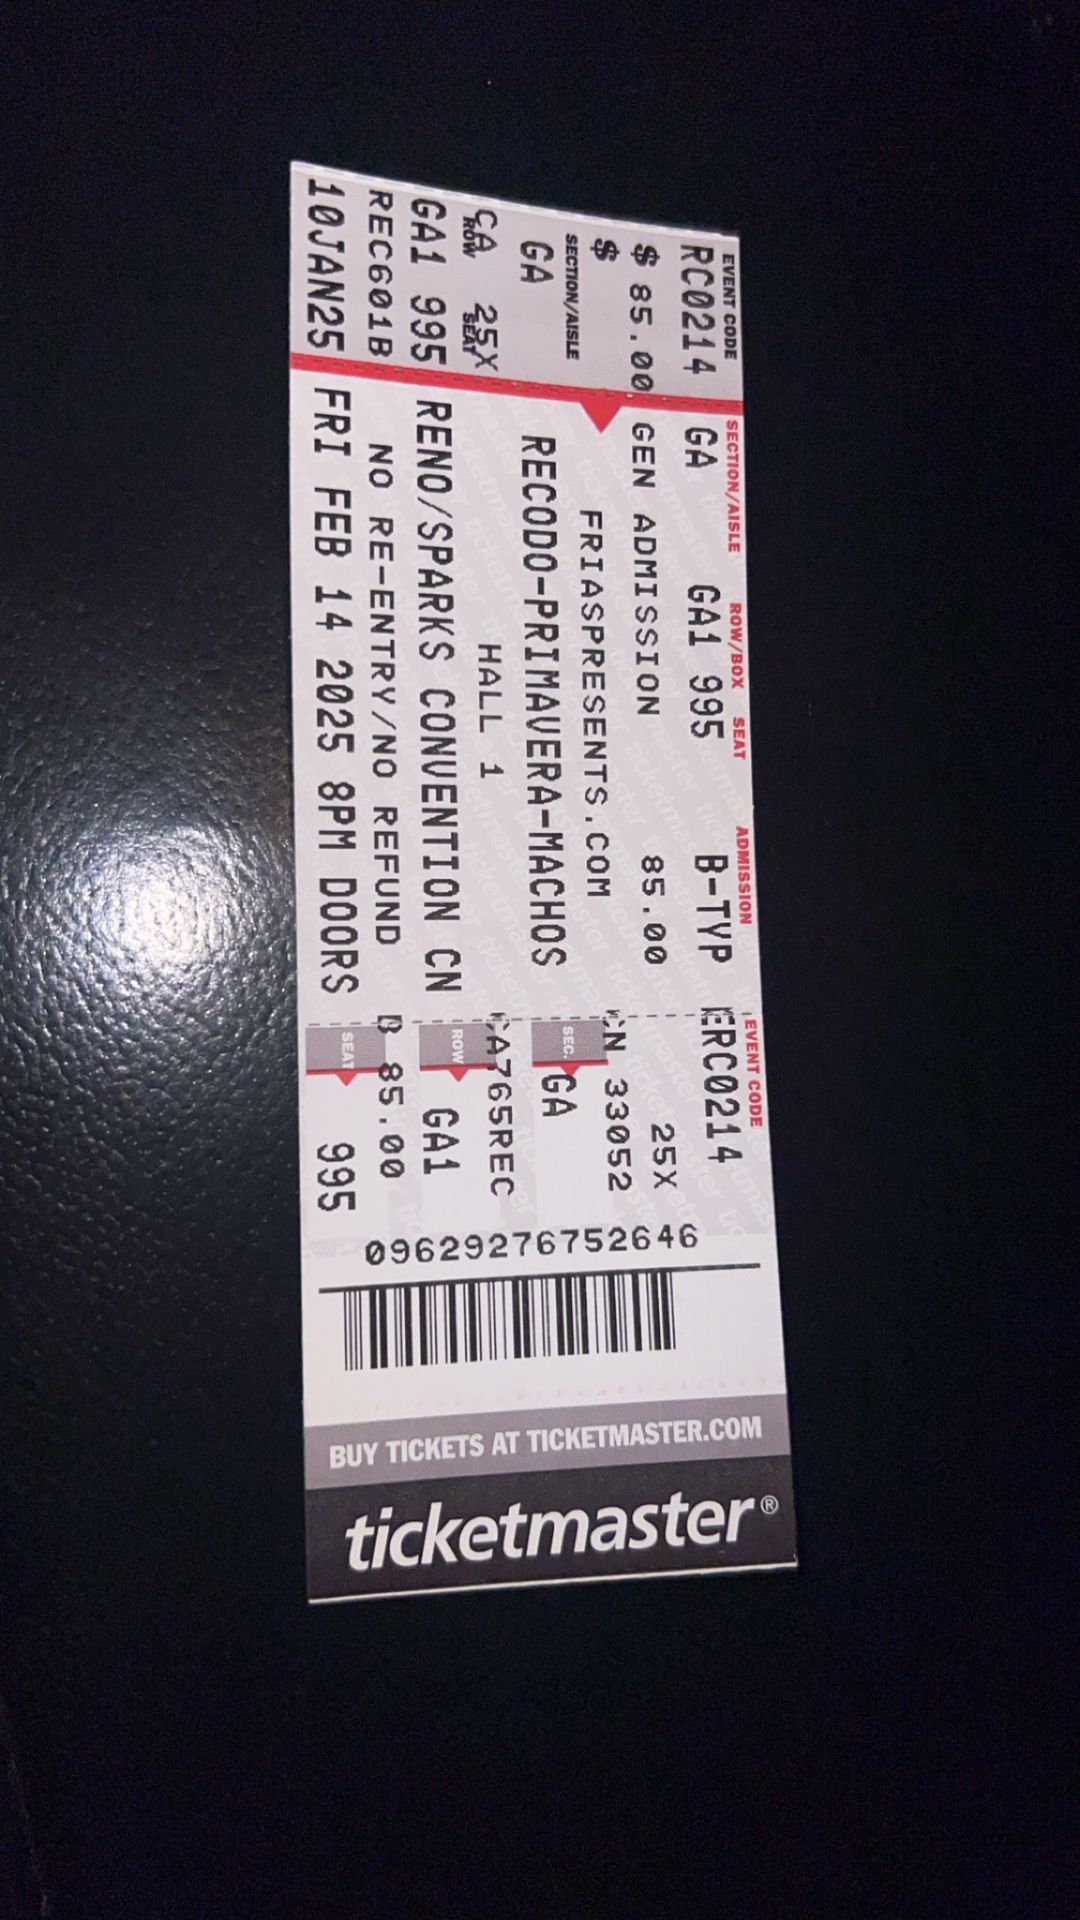 EVENT CODE
RC0214
$ 85.00
$
SECTION/AISLE
GA
CA 25X
ROW SEAT
GA1 995
REC601B
10JAN25
SECTION/AISLE ROW/BOX SEAT ADMISSION
GA GA1 995 B-TYP
GEN ADMISSION 85.00
FRIASPRESENTS.COM
RECODO-PRIMAVERA-MACHOS
HALL 1
RENO/SPARKS CONVENTION CN
NO RE-ENTRY/NO REFUND
FRI FEB 14 2025 8PM DOORS
EVENT CODE
ERC0214
25X
CN 33052
SEC. GA
CA765REC
ROW GA1
B 85.00
SEAT 995
09629276752646
BUY TICKETS AT TICKETMASTER.COM
ticketmaster®